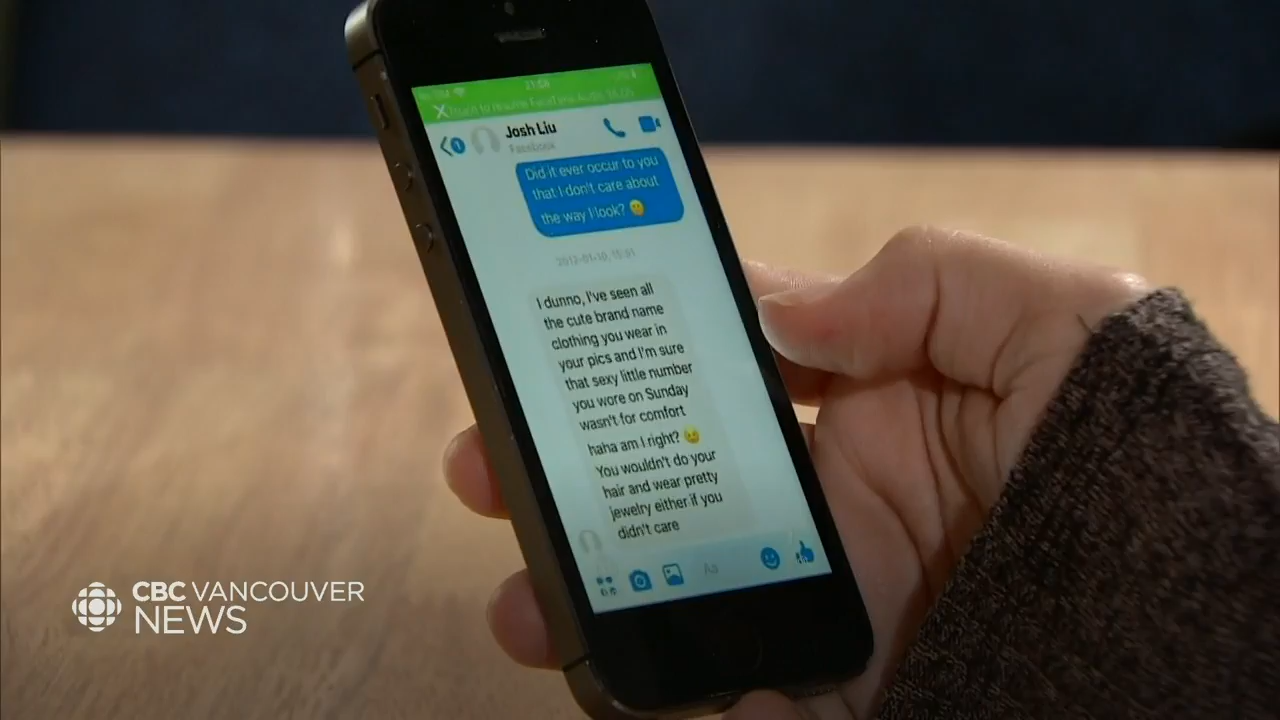 Josh Liu
Facebook
Did it ever occur to you
that I don't care about
the way I look? 🙁
I dunno, I've seen all
the cute brand name
clothing you wear in
your pics and I'm sure
that sexy little number
you wore on Sunday
wasn't for comfort
haha am I right? 😉
You wouldn't do your
hair and wear pretty
jewelry either if you
didn't care
Aa
CBC VANCOUVER
NEWS